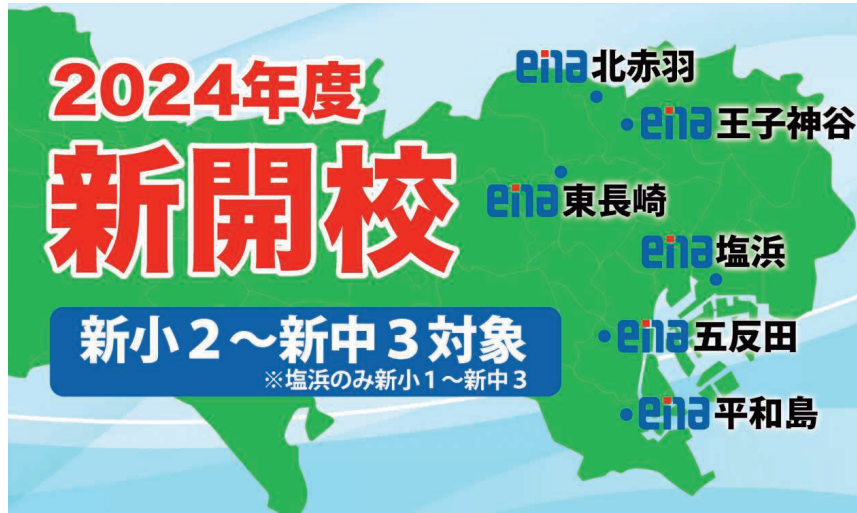 2024年度
新開校
新小2～新中3対象
※塩浜のみ新小1～新中3
ena北赤羽
ena王子神谷
ena東長崎
ena塩浜
ena五反田
ena平和島